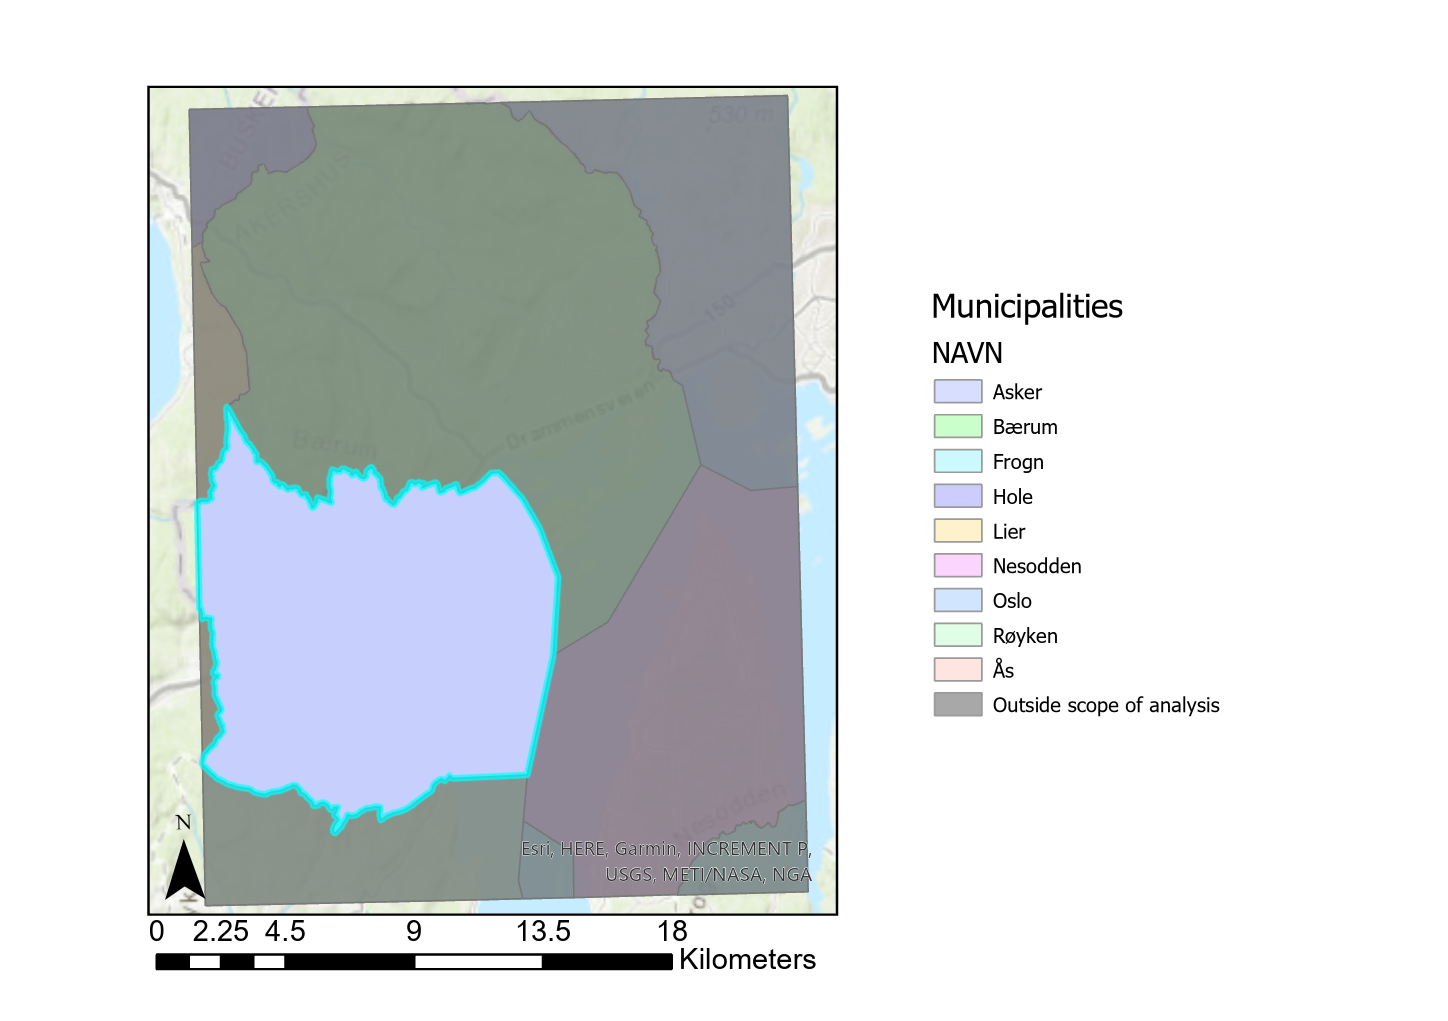 530 m
AKERSHUS
150
Drammensveien
Bærum
Nesodden
N
Esri, HERE, Garmin, INCREMENT P,
USGS, METI/NASA, NGA
0 2.25 4.5 9 13.5 18
Kilometers
Municipalities
NAVN
Asker
Bærum
Frogn
Hole
Lier
Nesodden
Oslo
Røyken
Ås
Outside scope of analysis